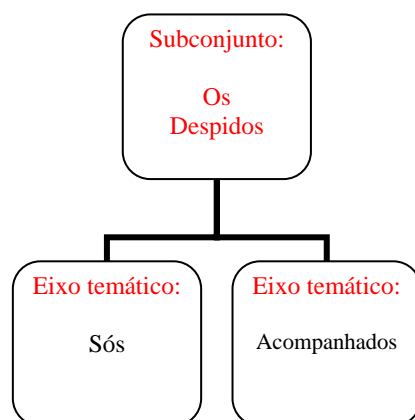 Subconjunto:
Os
Despidos
Eixo temático:
Sós
Eixo temático:
Acompanhados